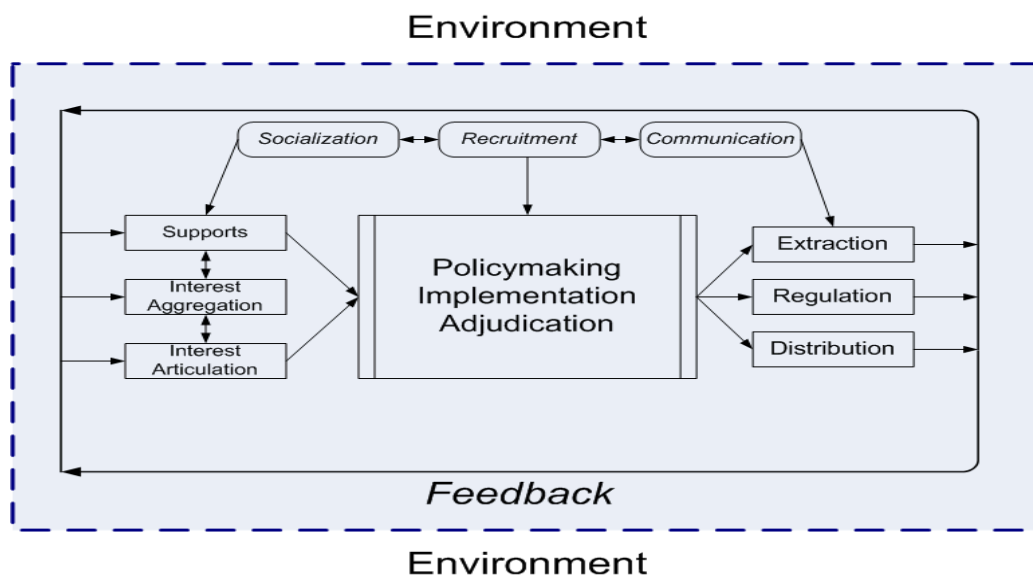 Environment
Socialization
Recruitment
Communication
Supports
Interest
Aggregation
Interest
Articulation
Policymaking
Implementation
Adjudication
Extraction
Regulation
Distribution
Feedback
Environment